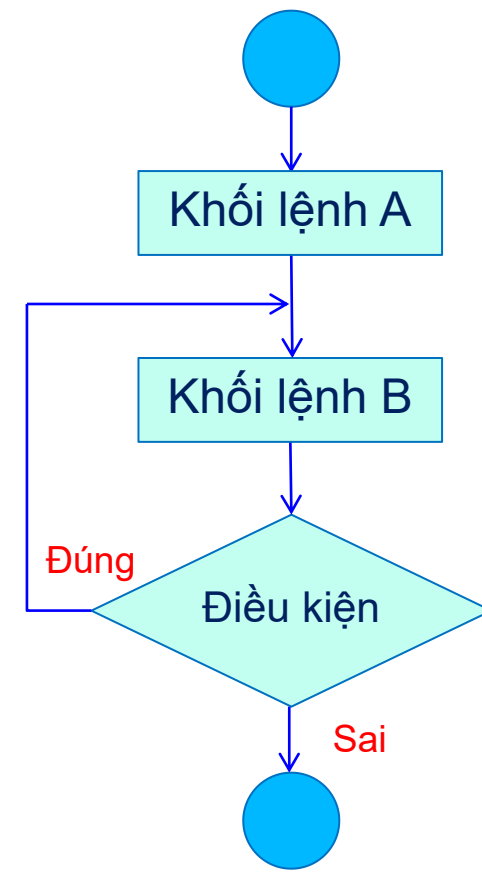 Khối lệnh A
Khối lệnh B
Đúng
Điều kiện
Sai